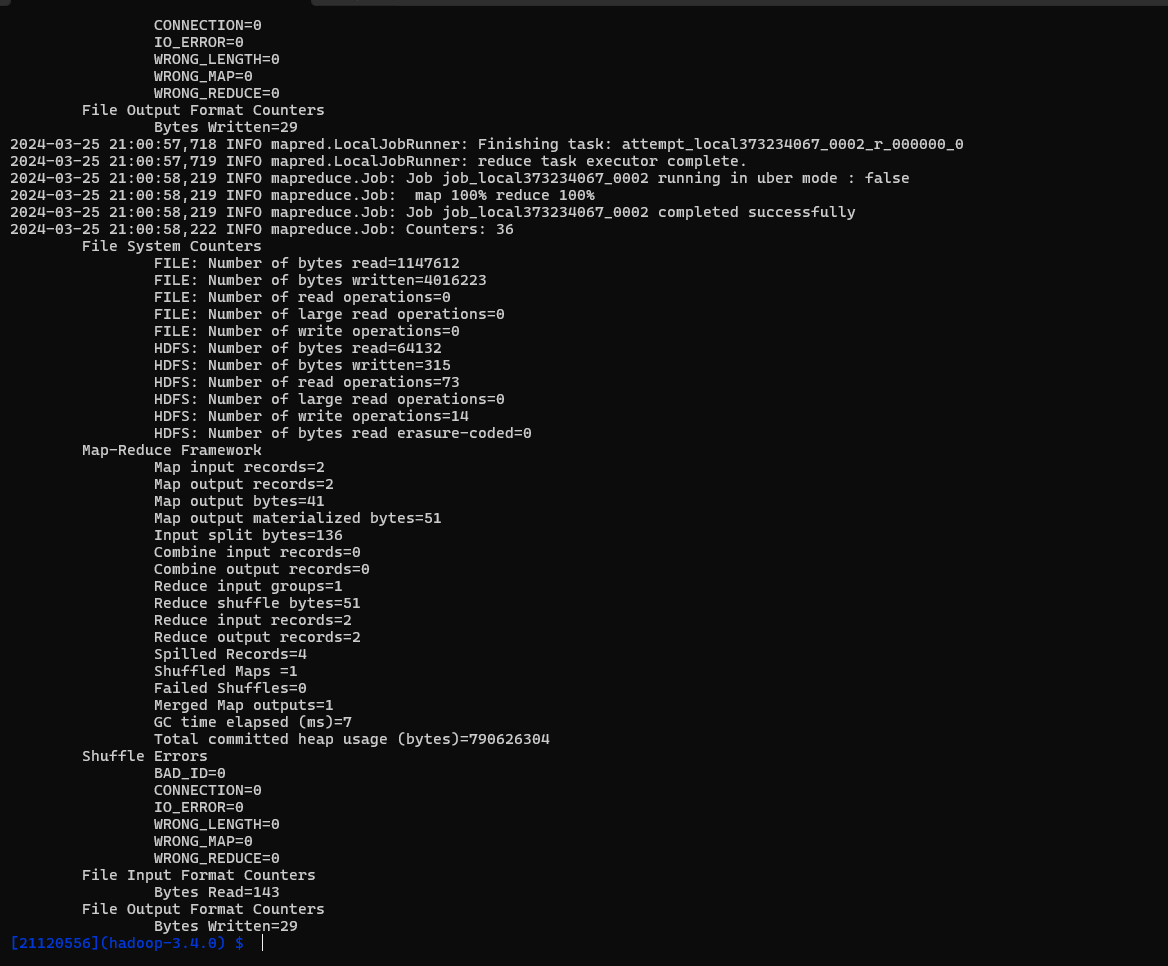 CONNECTION=0
IO_ERROR=0
WRONG_LENGTH=0
WRONG_MAP=0
WRONG_REDUCE=0
File Output Format Counters
Bytes Written=29
2024-03-25 21:00:57,718 INFO mapred.LocalJobRunner: Finishing task: attempt_local373234067_0002_r_000000_0
2024-03-25 21:00:57,719 INFO mapred.LocalJobRunner: reduce task executor complete.
2024-03-25 21:00:58,219 INFO mapreduce.Job: Job job_local373234067_0002 running in uber mode : false
2024-03-25 21:00:58,219 INFO mapreduce.Job:  map 100% reduce 100%
2024-03-25 21:00:58,219 INFO mapreduce.Job: Job job_local373234067_0002 completed successfully
2024-03-25 21:00:58,222 INFO mapreduce.Job: Counters: 36
File System Counters
FILE: Number of bytes read=1147612
FILE: Number of bytes written=4016223
FILE: Number of read operations=0
FILE: Number of large read operations=0
FILE: Number of write operations=0
HDFS: Number of bytes read=64132
HDFS: Number of bytes written=315
HDFS: Number of read operations=73
HDFS: Number of large read operations=0
HDFS: Number of write operations=14
HDFS: Number of bytes read erasure-coded=0
Map-Reduce Framework
Map input records=2
Map output records=2
Map output bytes=41
Map output materialized bytes=51
Input split bytes=136
Combine input records=0
Combine output records=0
Reduce input groups=1
Reduce shuffle bytes=51
Reduce input records=2
Reduce output records=2
Spilled Records=4
Shuffled Maps =1
Failed Shuffles=0
Merged Map outputs=1
GC time elapsed (ms)=7
Total committed heap usage (bytes)=790626304
Shuffle Errors
BAD_ID=0
CONNECTION=0
IO_ERROR=0
WRONG_LENGTH=0
WRONG_MAP=0
WRONG_REDUCE=0
File Input Format Counters
Bytes Read=143
File Output Format Counters
Bytes Written=29
[21120556](hadoop-3.4.0) $